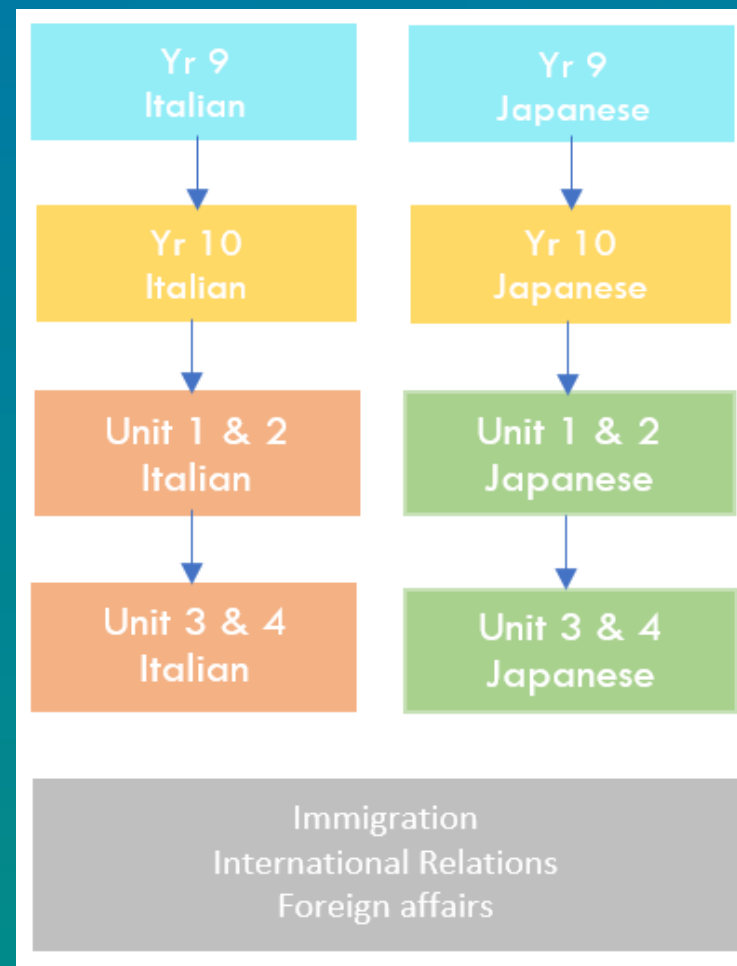 Yr 9
Italian
Yr 9
Japanese
Yr 10
Italian
Yr 10
Japanese
Unit 1 & 2
Italian
Unit 1 & 2
Japanese
Unit 3 & 4
Italian
Unit 3 & 4
Japanese
Immigration
International Relations
Foreign affairs